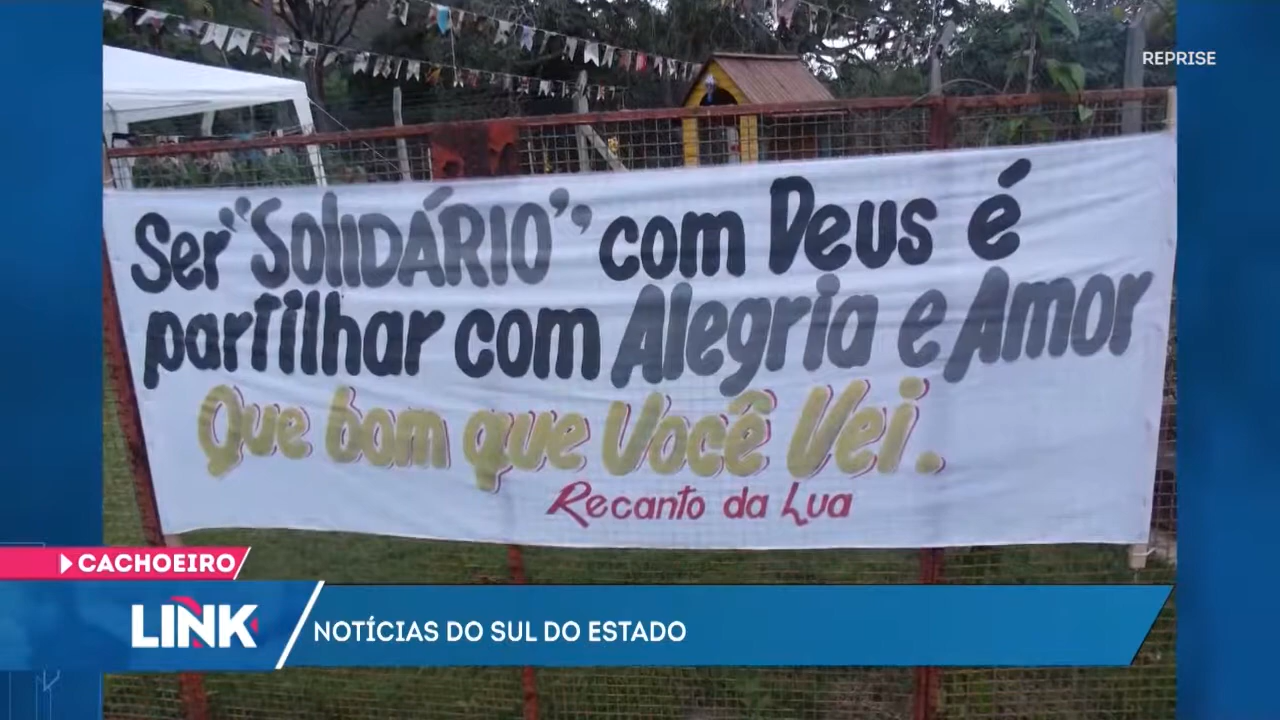 REPRISE
Ser "SoliDÁRIO" com Deus é
partilhar com Alegria e Amor
Que bom que Você Vei.
Recanto da Lua
CACHOEIRO
LINK
NOTÍCIAS DO SUL DO ESTADO